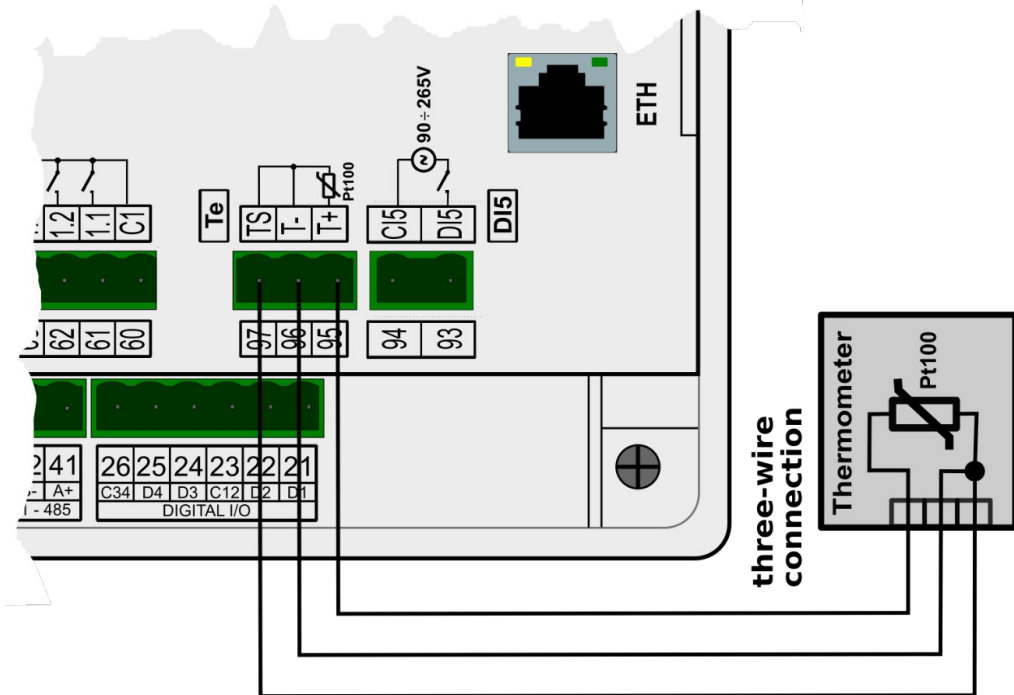 90÷265V
ETH
Pt100
1.2
1.1
C1
Te
TS
T-
T+
CI5
DI5
DI5
62
61
60
97
96
95
94
93
41
26
25
24
23
22
21
A+
C34
D4
D3
C12
D2
D1
- 485
DIGITAL I/O
three-wire
connection
Thermometer
Pt100